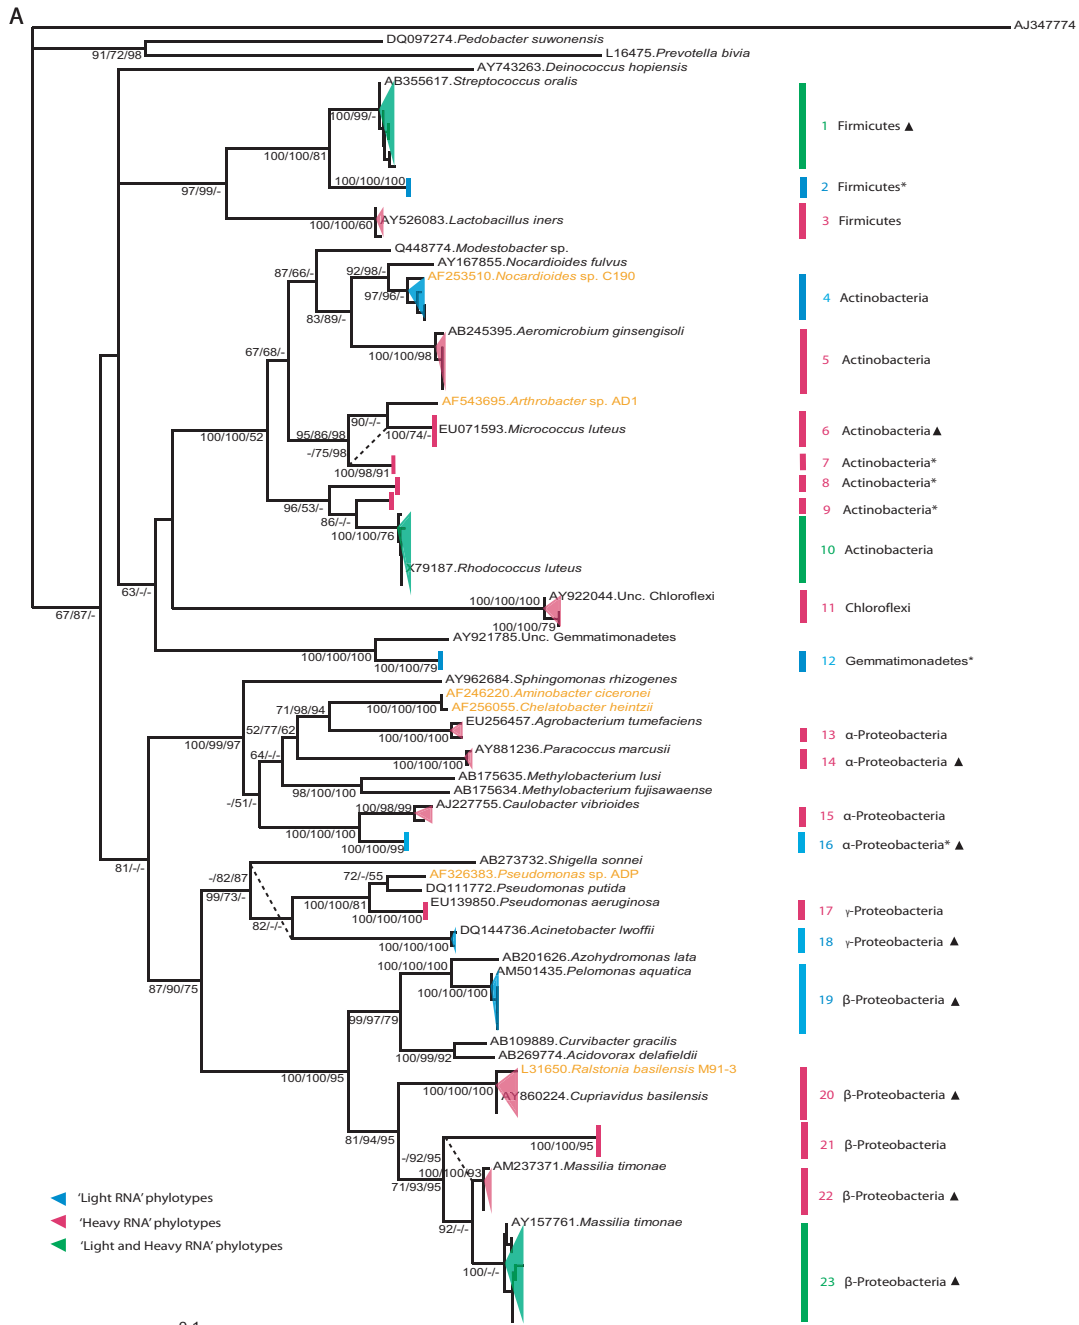 A
AJ347774
DQ097274.Pedobacter suwonensis
91/72/98
L16475.Prevotella bivia
AY743263.Deinococcus hopiensis
AB355617.Streptococcus oralis
100/99/-
1 Firmicutes ▲
100/100/81
100/100/100
2 Firmicutes*
97/99/-
100/100/60
AY526083.Lactobacillus iners
3 Firmicutes
Q448774.Modestobacter sp.
AY167855.Nocardioides fulvus
87/66/-
92/98/-
AF253510.Nocardioides sp. C190
97/96/-
4 Actinobacteria
83/89/-
AB245395.Aeromicrobium ginsengisoli
67/68/-
100/100/98
5 Actinobacteria
AF543695.Arthrobacter sp. AD1
90/-/-
100/100/52
95/86/98
100/74/-
EU071593.Micrococcus luteus
6 Actinobacteria ▲
-/75/98
7 Actinobacteria*
100/98/91
8 Actinobacteria*
96/53/-
9 Actinobacteria*
86/-/-
100/100/76
10 Actinobacteria
X79187.Rhodococcus luteus
63/-/-
AY922044.Unc. Chloroflexi
100/100/100
11 Chloroflexi
67/87/-
100/100/79
AY921785.Unc. Gemmatimonadetes
100/100/100
100/100/79
12 Gemmatimonadetes*
AY962684.Sphingomonas rhizogenes
AF246220.Aminobacter ciceronei
71/98/94
100/100/100
AF256055.Chelatobacter heintzii
EU256457.Agrobacterium tumefaciens
52/77/62
100/100/100
13 α-Proteobacteria
100/99/97
AY881236.Paracoccus marcusii
64/-/-
100/100/100
14 α-Proteobacteria ▲
AB175635.Methylobacterium lusi
98/100/100
AB175634.Methylobacterium fujisawaense
-/51/-
100/98/99
AJ227755.Caulobacter vibrioides
15 α-Proteobacteria
100/100/100
100/100/99
16 α-Proteobacteria* ▲
AB273732.Shigella sonnei
81/-/-
-/82/87
72/-/55
AF326383.Pseudomonas sp. ADP
DQ111772.Pseudomonas putida
99/73/-
100/100/81
EU139850.Pseudomonas aeruginosa
100/100/100
17 γ-Proteobacteria
82/-/-
DQ144736.Acinetobacter lwoffii
100/100/100
18 γ-Proteobacteria ▲
AB201626.Azohydromonas lata
100/100/100
AM501435.Pelomonas aquatica
87/90/75
100/100/100
19 β-Proteobacteria ▲
99/97/79
AB109889.Curvibacter gracilis
100/99/92
AB269774.Acidovorax delafieldii
L31650.Ralstonia basilensis M91-3
100/100/95
100/100/100
AY860224.Cupriavidus basilensis
20 β-Proteobacteria ▲
81/94/95
100/100/95
21 β-Proteobacteria
-/92/95
100/100/93
AM237371.Massilia timonae
71/93/95
22 β-Proteobacteria ▲
'Light RNA' phylotypes
'Heavy RNA' phylotypes
92/-/-
AY157761.Massilia timonae
'Light and Heavy RNA' phylotypes
100/-/-
23 β-Proteobacteria ▲